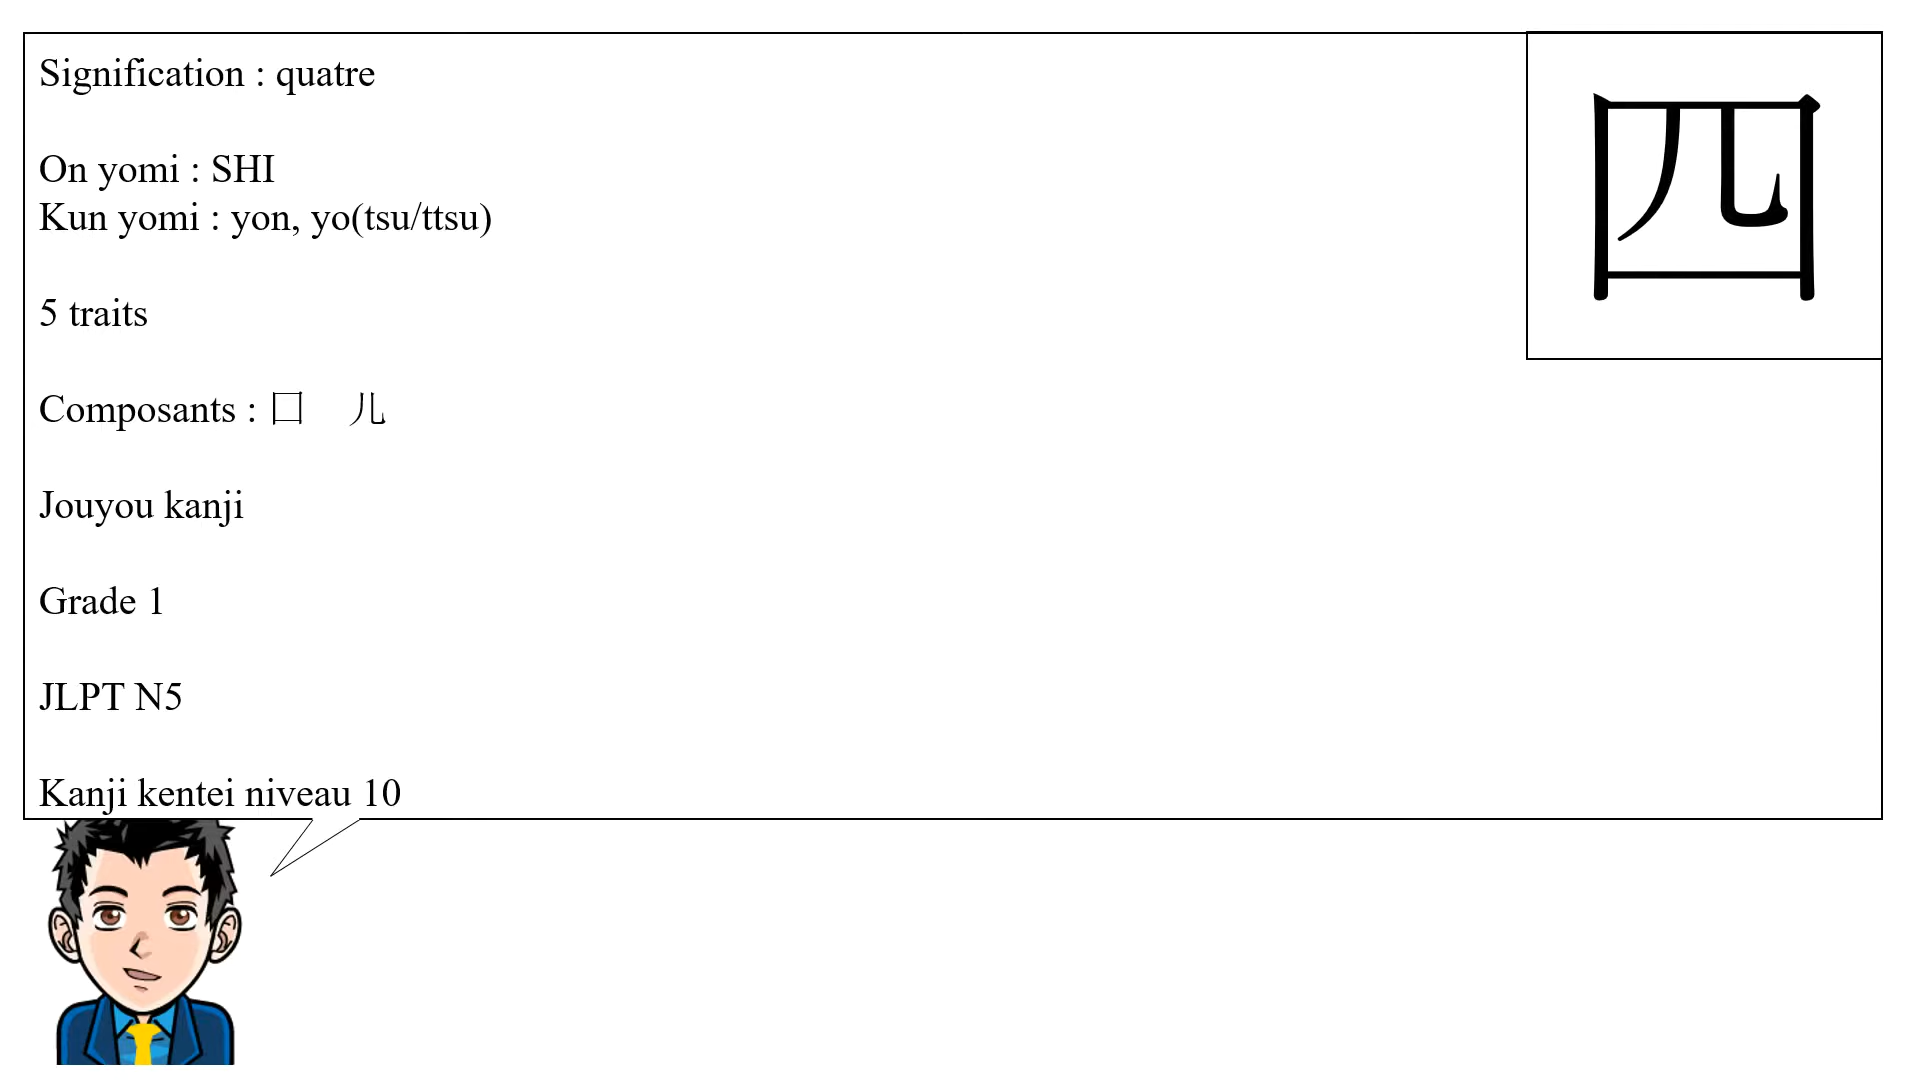 Signification : quatre
四
On yomi : SHI
Kun yomi : yon, yo(tsu/ttsu)
5 traits
Composants : 囗　儿
Jouyou kanji
Grade 1
JLPT N5
Kanji kentei niveau 10